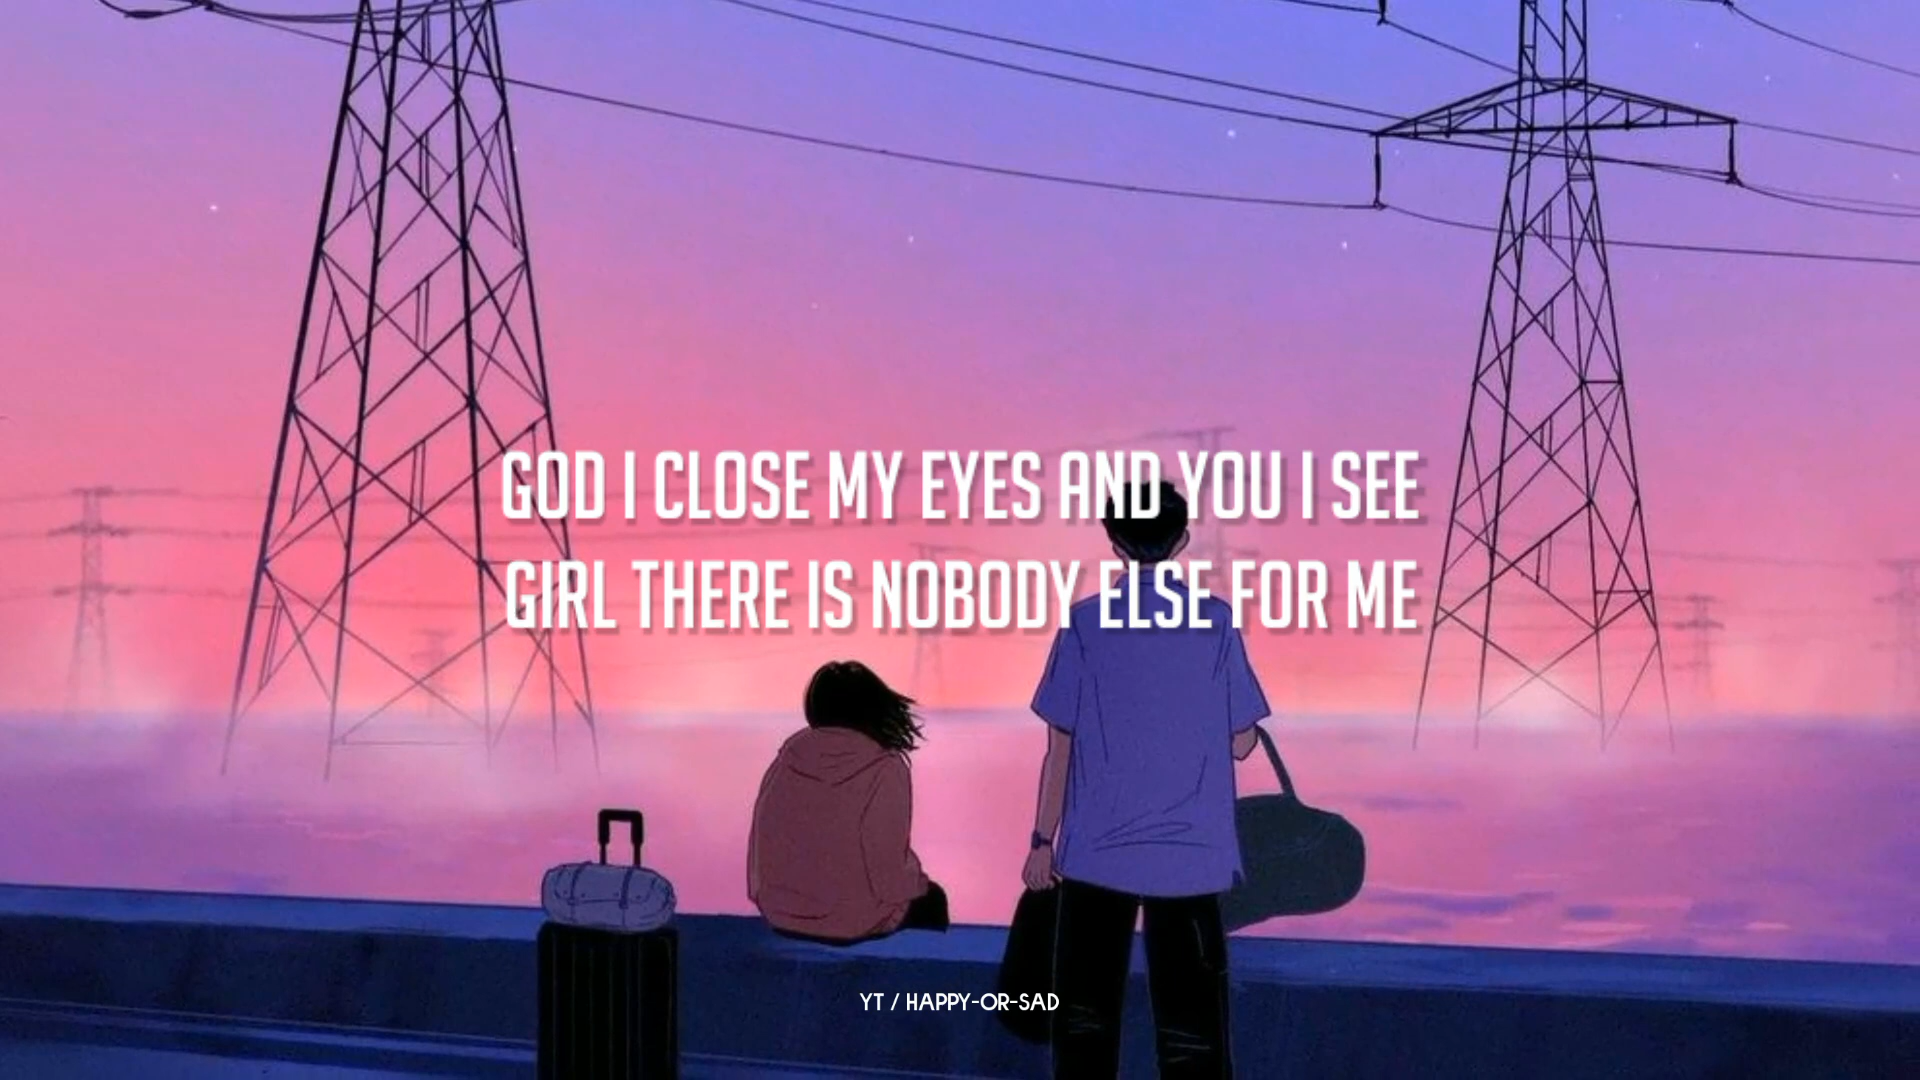 GOD I CLOSE MY EYES AND YOU I SEE
GIRL THERE IS NOBODY ELSE FOR ME
YT / HAPPY-OR-SAD